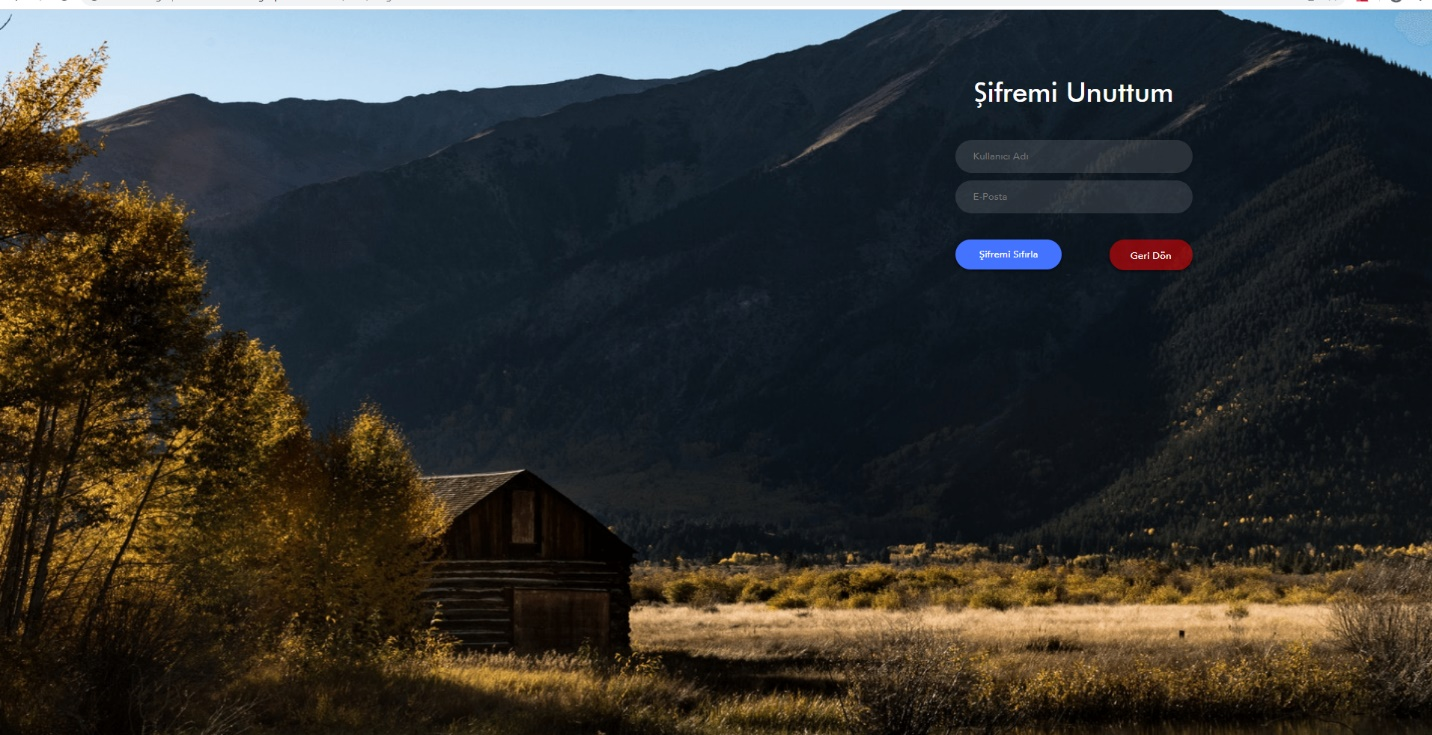 Şifremi Unuttum
Kullanıcı Adı
E-Posta
Şifremi Sıfırla
Geri Dön